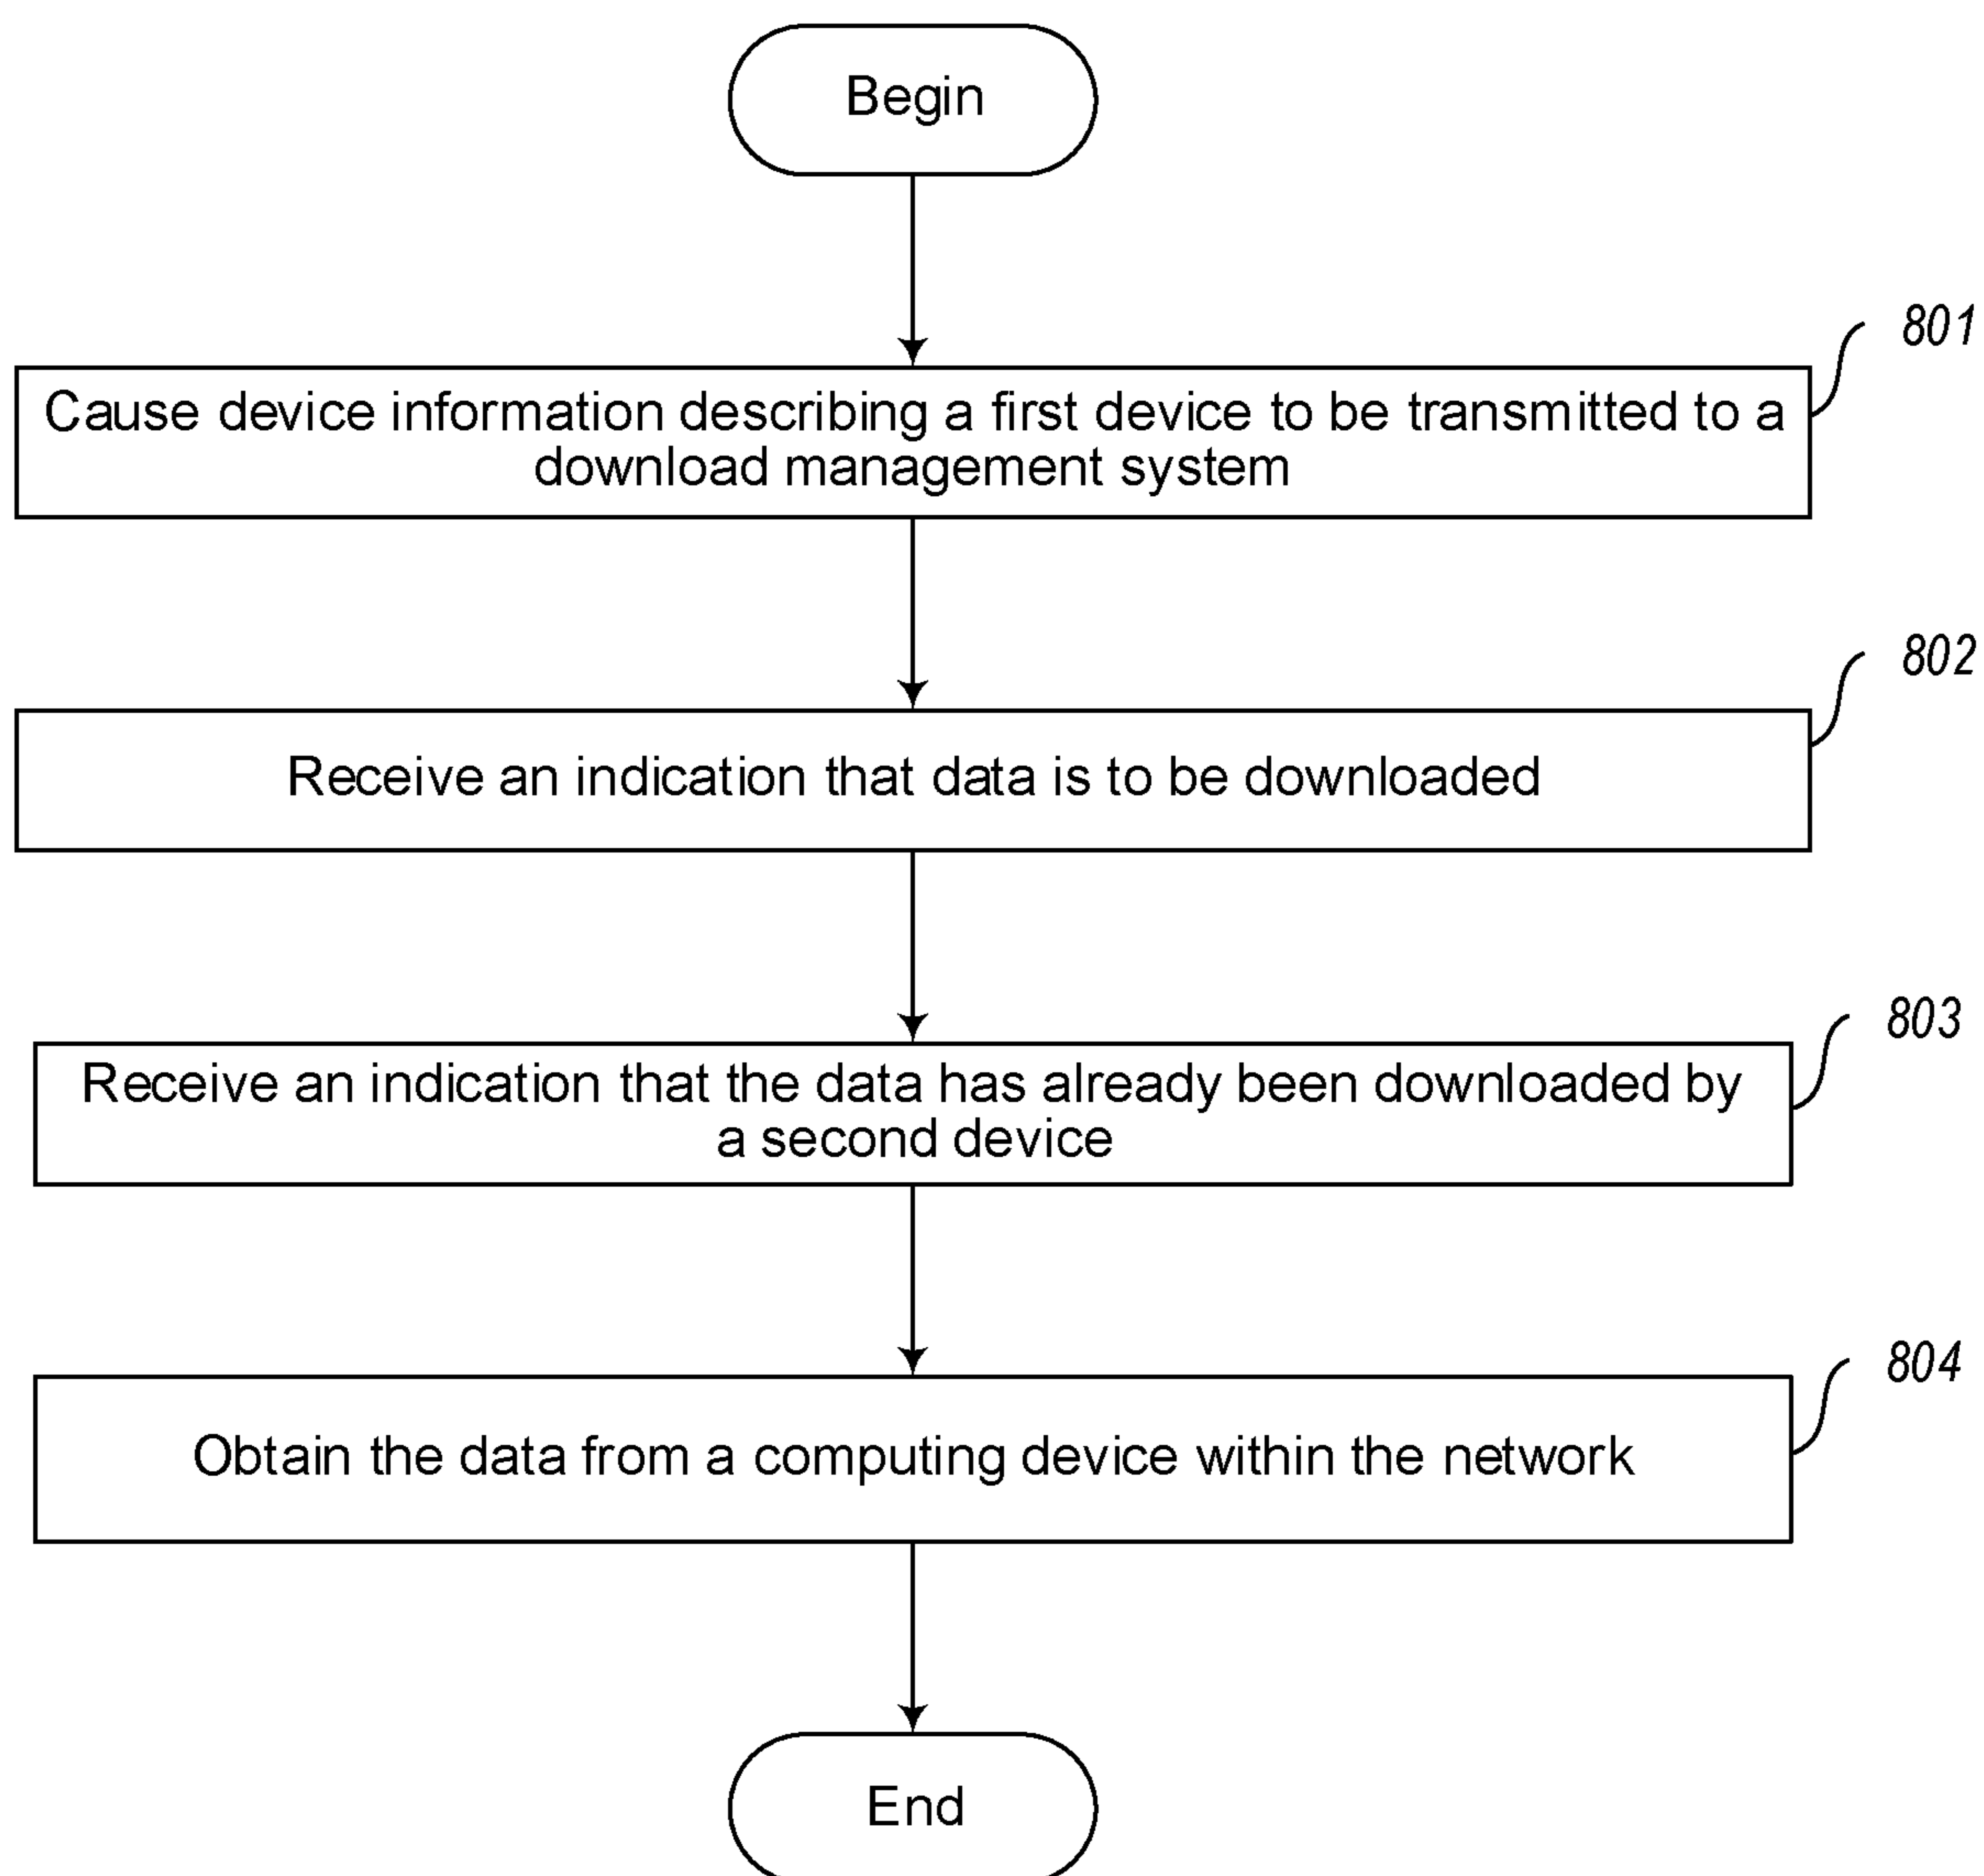 Begin
801
Cause device information describing a first device to be transmitted to a
download management system
802
Receive an indication that data is to be downloaded
803
Receive an indication that the data has already been downloaded by
a second device
804
Obtain the data from a computing device within the network
End